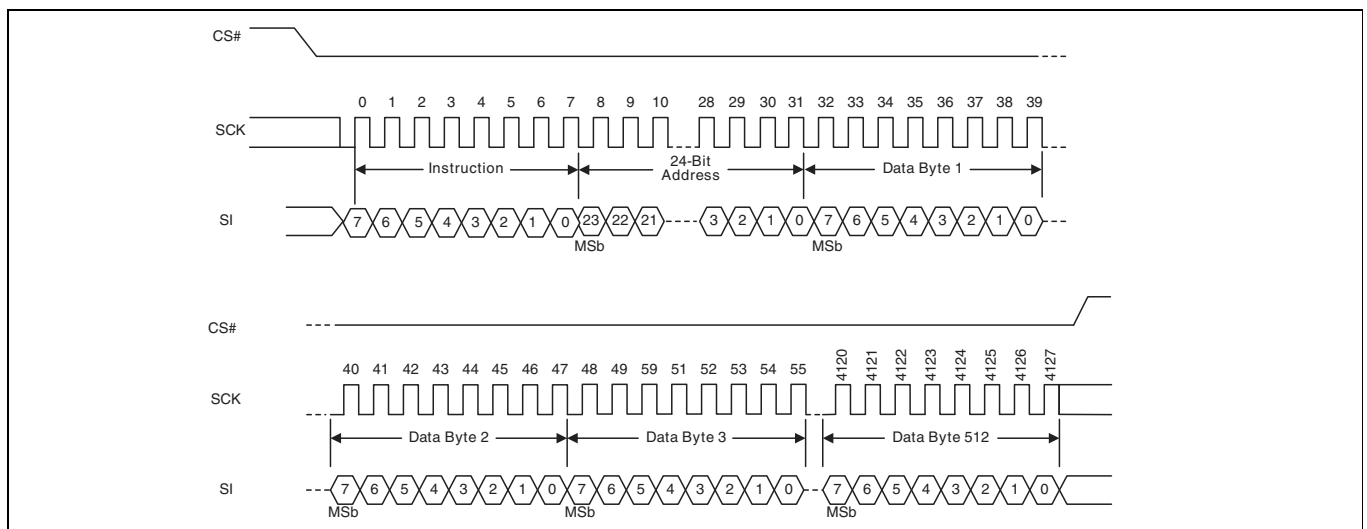 CS#
0 1 2 3 4 5 6 7 8 9 10 28 29 30 31 32 33 34 35 36 37 38 39
SCK
Instruction
24-Bit
Address
Data Byte 1
SI
7 6 5 4 3 2 1 0 23 22 21 3 2 1 0 7 6 5 4 3 2 1 0
MSb MSb
CS#
40 41 42 43 44 45 46 47 48 49 59 51 52 53 54 55 4120 4121 4122 4123 4124 4125 4126 4127
SCK
Data Byte 2 Data Byte 3 Data Byte 512
SI
7 6 5 4 3 2 1 0 7 6 5 4 3 2 1 0 7 6 5 4 3 2 1 0
MSb MSb MSb